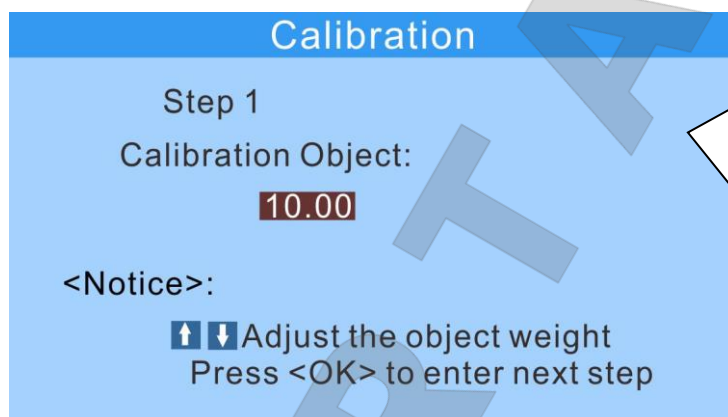 Calibration
Step 1
Calibration Object:
10.00
<Notice>:
↑ ↓ Adjust the object weight
Press <OK> to enter next step